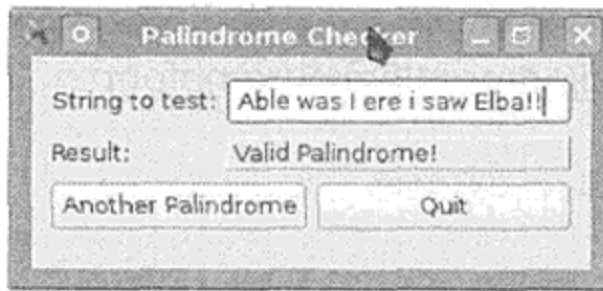 Palindrome Checker
String to test: Able was I ere i saw Elba!!
Result: Valid Palindrome!
Another Palindrome Quit